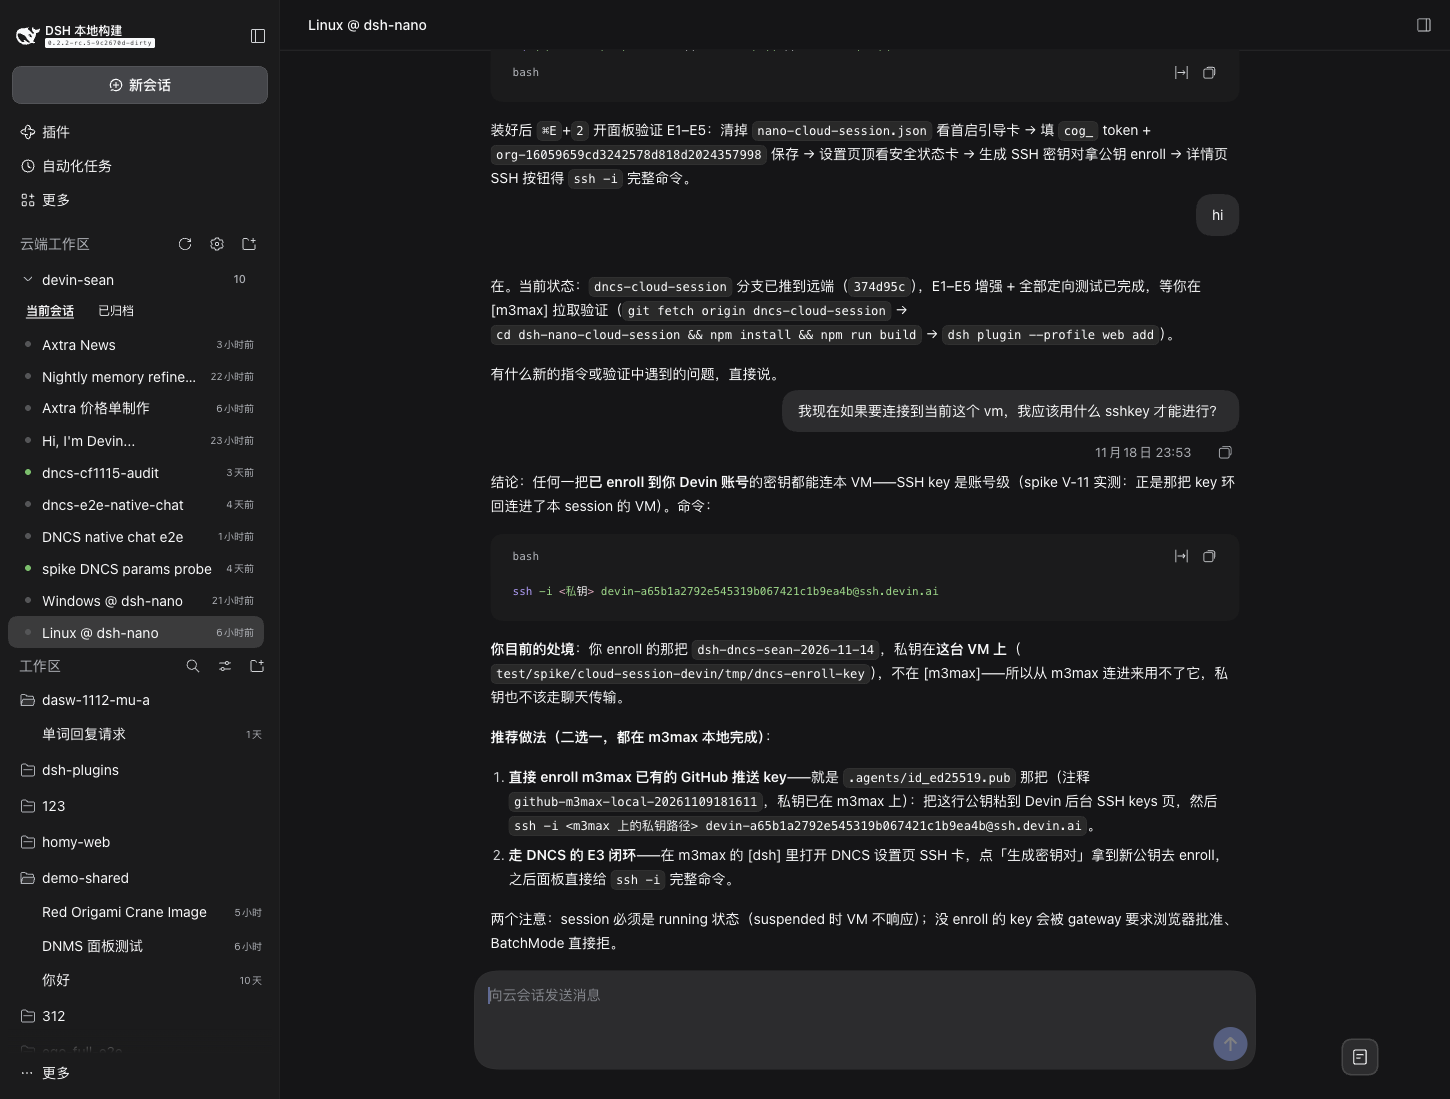 DSH 本地构建
0.2.2-rc.5-9c2670d-dirty
新会话
插件
自动化任务
更多
云端工作区
devin-sean 10
当前会话 已归档
Axtra News 3小时前
Nightly memory refine... 22小时前
Axtra 价格单制作 6小时前
Hi, I'm Devin... 23小时前
dncs-cf1115-audit 3天前
dncs-e2e-native-chat 4天前
DNCS native chat e2e 1小时前
spike DNCS params probe 4天前
Windows @ dsh-nano 21小时前
Linux @ dsh-nano 6小时前
工作区
dasw-1112-mu-a
单词回复请求 1天
dsh-plugins
123
homy-web
demo-shared
Red Origami Crane Image 5小时
DNMS 面板测试 6小时
你好 10天
312
更多
Linux @ dsh-nano
bash
装好后 ⌘E+2 开面板验证 E1–E5：清掉 nano-cloud-session.json 看首启引导卡 → 填 cog_ token +
org-16059659cd3242578d818d2024357998 保存 → 设置页顶看安全状态卡 → 生成 SSH 密钥对拿公钥 enroll → 详情页
SSH 按钮得 ssh -i 完整命令。
hi
在。当前状态：dncs-cloud-session 分支已推到远端（374d95c），E1–E5 增强 + 全部定向测试已完成，等你在
[m3max] 拉取验证（git fetch origin dncs-cloud-session →
cd dsh-nano-cloud-session && npm install && npm run build → dsh plugin --profile web add）。
有什么新的指令或验证中遇到的问题，直接说。
我现在如果要连接到当前这个 vm，我应该用什么 sshkey 才能进行?
11月18日 23:53
结论：任何一把已 enroll 到你 Devin 账号的密钥都能连本 VM——SSH key 是账号级（spike V-11 实测：正是那把 key 环
回连进了本 session 的 VM）。命令：
bash
ssh -i <私钥> devin-a65b1a2792e545319b067421c1b9ea4b@ssh.devin.ai
你目前的处境：你 enroll 的那把 dsh-dncs-sean-2026-11-14，私钥在这台 VM 上（
test/spike/cloud-session-devin/tmp/dncs-enroll-key），不在 [m3max]——所以从 m3max 连进来用不了它，私
钥也不该走聊天传输。
推荐做法（二选一，都在 m3max 本地完成）：
1. 直接 enroll m3max 已有的 GitHub 推送 key——就是 .agents/id_ed25519.pub 那把（注释
github-m3max-local-20261109181611，私钥已在 m3max 上）：把这行公钥粘到 Devin 后台 SSH keys 页，然后
ssh -i <m3max 上的私钥路径> devin-a65b1a2792e545319b067421c1b9ea4b@ssh.devin.ai。
2. 走 DNCS 的 E3 闭环——在 m3max 的 [dsh] 里打开 DNCS 设置页 SSH 卡，点「生成密钥对」拿到新公钥去 enroll，
之后面板直接给 ssh -i 完整命令。
两个注意：session 必须是 running 状态（suspended 时 VM 不响应）；没 enroll 的 key 会被 gateway 要求浏览器批准、
BatchMode 直接拒。
向云会话发送消息